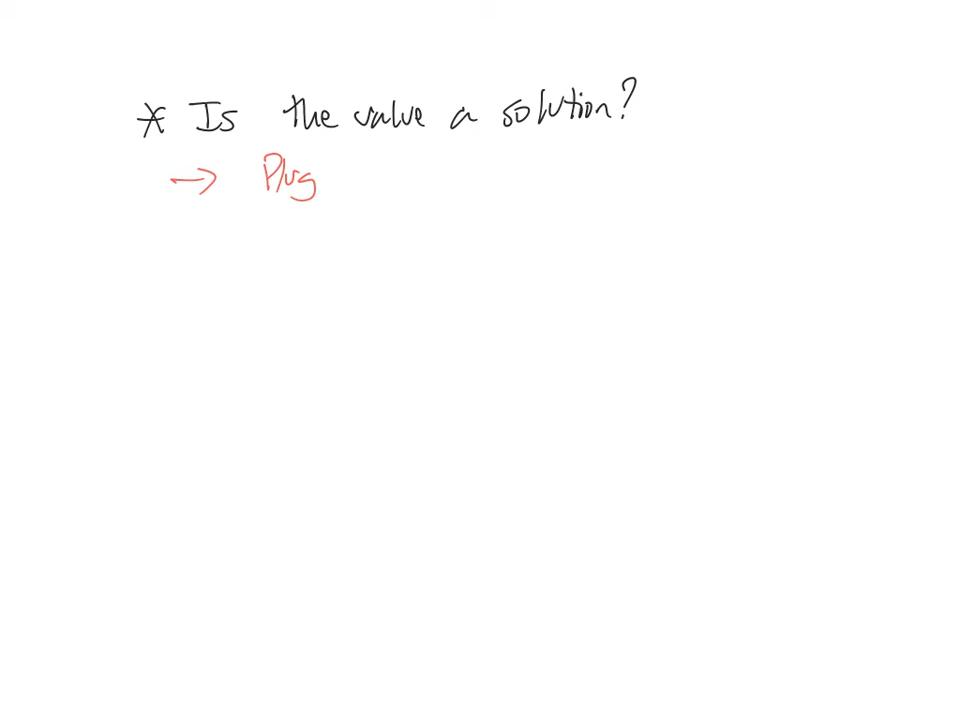 * Is the value a solution?
→ Plug